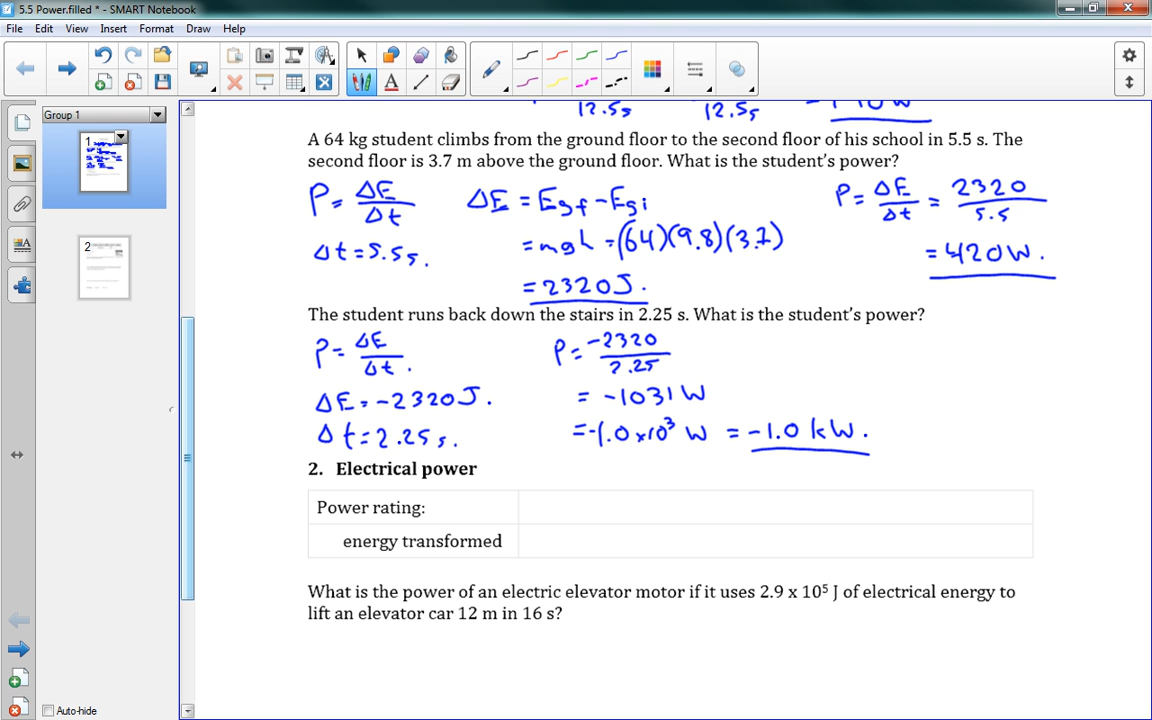 5.5 Power.filled * - SMART Notebook
File Edit View Insert Format Draw Help
Group 1
1
2
12.5s 12.5s
A 64 kg student climbs from the ground floor to the second floor of his school in 5.5 s. The
second floor is 3.7 m above the ground floor. What is the student's power?
P = ΔE/Δt ΔE = Egf - Egi P = ΔE/Δt = 2320/5.5
Δt = 5.5s. = mgh = (64)(9.8)(3.7) = 420W.
= 2320J.
The student runs back down the stairs in 2.25 s. What is the student's power?
P = ΔE/Δt. P = -2320/2.25
ΔE = -2320J. = -1031W
Δt = 2.25s. = -1.0 x10³ W = -1.0 kW.
2. Electrical power
Power rating:
energy transformed
What is the power of an electric elevator motor if it uses 2.9 x 10⁵ J of electrical energy to
lift an elevator car 12 m in 16 s?
Auto-hide